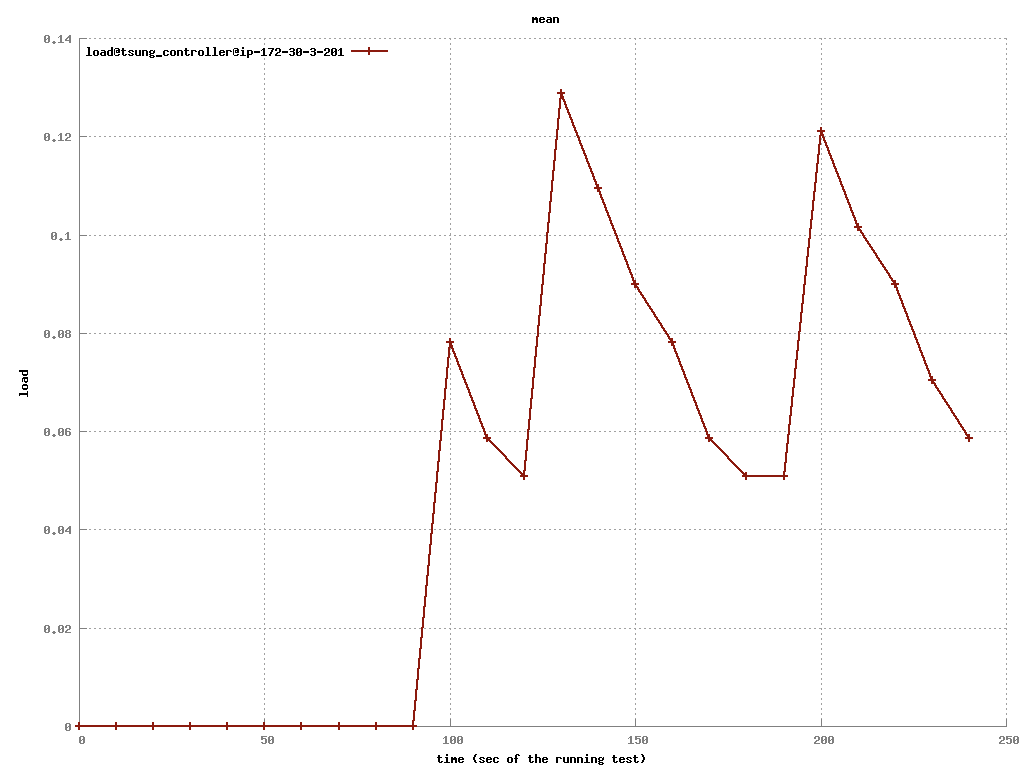 mean
0.14
load@tsung_controller@ip-172-30-3-201
0.12
0.1
0.08
load
0.06
0.04
0.02
0
0 50 100 150 200 250
time (sec of the running test)